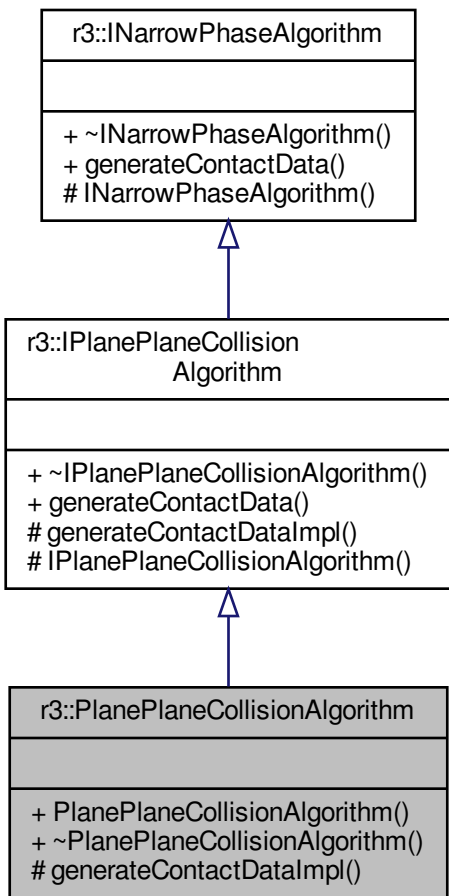 r3::INarrowPhaseAlgorithm
+ ~INarrowPhaseAlgorithm()
+ generateContactData()
# INarrowPhaseAlgorithm()
r3::IPlanePlaneCollision
Algorithm
+ ~IPlanePlaneCollisionAlgorithm()
+ generateContactData()
# generateContactDataImpl()
# IPlanePlaneCollisionAlgorithm()
r3::PlanePlaneCollisionAlgorithm
+ PlanePlaneCollisionAlgorithm()
+ ~PlanePlaneCollisionAlgorithm()
# generateContactDataImpl()